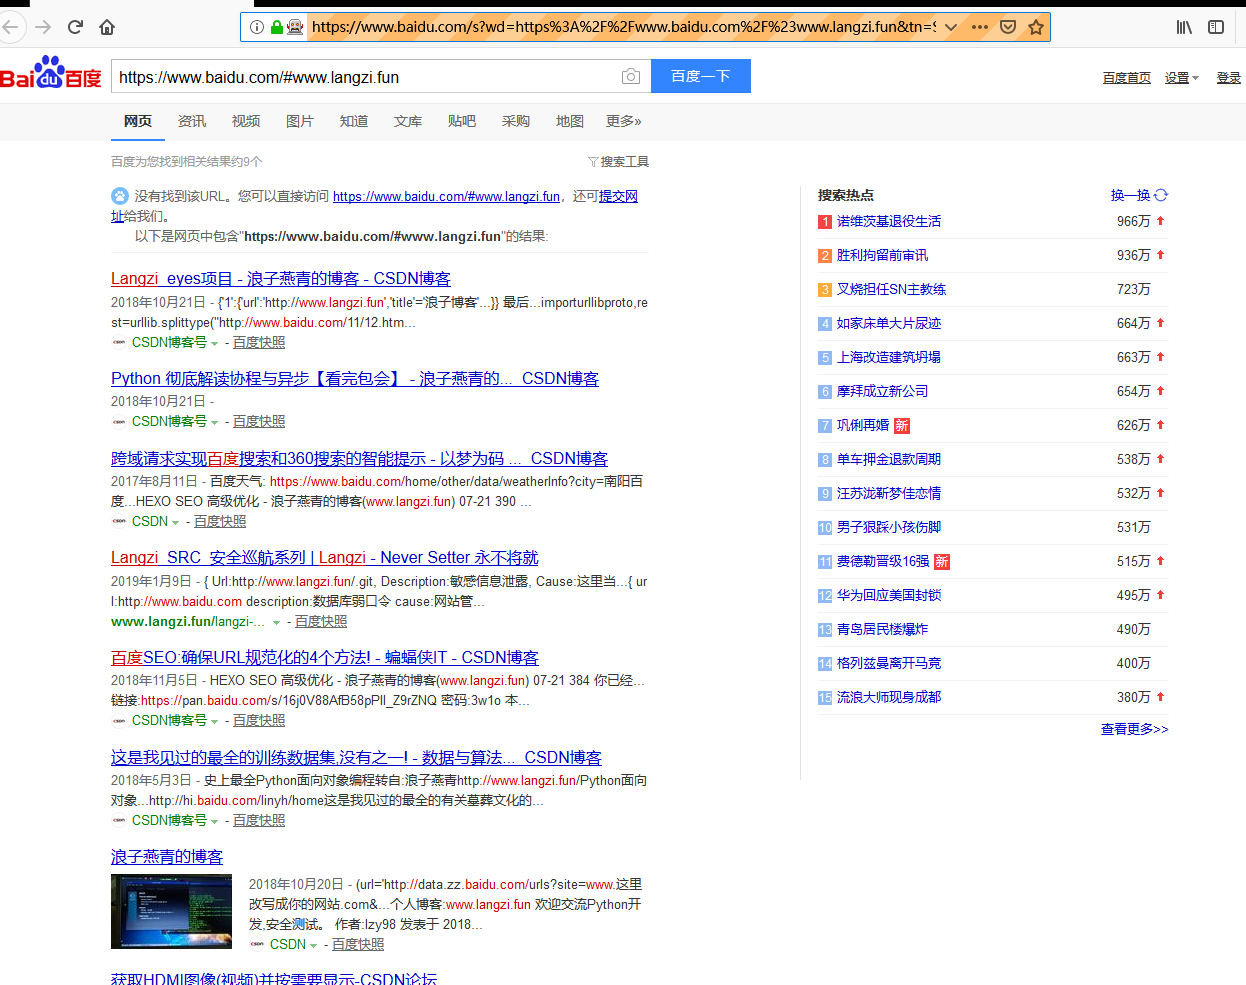 https://www.baidu.com/s?wd=https%3A%2F%2Fwww.baidu.com%2F%23www.langzi.fun&tn=
Bai du 百度
https://www.baidu.com/#www.langzi.fun
百度一下
百度首页 设置 登录
网页 资讯 视频 图片 知道 文库 贴吧 采购 地图 更多»
百度为您找到相关结果约9个
搜索工具
没有找到该URL。您可以直接访问 https://www.baidu.com/#www.langzi.fun，还可提交网
址给我们。
以下是网页中包含"https://www.baidu.com/#www.langzi.fun"的结果:
Langzi_eyes项目 - 浪子燕青的博客 - CSDN博客
2018年10月21日 - {'1':{'url':'http://www.langzi.fun','title'='浪子博客'...}} 最后...importurllibproto,re
st=urllib.splittype("http://www.baidu.com/11/12.htm...
CSDN博客号 - 百度快照
Python 彻底解读协程与异步【看完包会】 - 浪子燕青的... _CSDN博客
2018年10月21日 -
CSDN博客号 - 百度快照
跨域请求实现百度搜索和360搜索的智能提示 - 以梦为码 ... _CSDN博客
2017年8月11日 - 百度天气: https://www.baidu.com/home/other/data/weatherInfo?city=南阳百
度...HEXO SEO 高级优化 - 浪子燕青的博客(www.langzi.fun) 07-21 390 ...
CSDN - 百度快照
Langzi_SRC_安全巡航系列 | Langzi - Never Setter 永不将就
2019年1月9日 - { Url:http://www.langzi.fun/.git, Description:敏感信息泄露, Cause:这里当...{ ur
l:http://www.baidu.com description:数据库弱口令 cause:网站管...
www.langzi.fun/langzi-... - 百度快照
百度SEO:确保URL规范化的4个方法! - 蝙蝠侠IT - CSDN博客
2018年11月5日 - HEXO SEO 高级优化 - 浪子燕青的博客(www.langzi.fun) 07-21 384 你已经...
链接:https://pan.baidu.com/s/16j0V88AfB58pPlI_Z9rZNQ 密码:3w1o 本...
CSDN博客号 - 百度快照
这是我见过的最全的训练数据集,没有之一! - 数据与算法... _CSDN博客
2018年5月3日 - 史上最全Python面向对象编程转自:浪子燕青http://www.langzi.fun/Python面向
对象...http://hi.baidu.com/linyh/home这是我见过的最全的有关墓葬文化的...
CSDN博客号 - 百度快照
浪子燕青的博客
2018年10月20日 - (url='http://data.zz.baidu.com/urls?site=www.这里
改写成你的网站.com&...个人博客:www.langzi.fun 欢迎交流Python开
发,安全测试。 作者:lzy98 发表于 2018...
CSDN - 百度快照
获取HDMI图像(视频)并按需要显示-CSDN论坛
搜索热点 换一换
1 诺维茨基退役生活 966万
2 胜利拘留前审讯 936万
3 叉烧担任SN主教练 723万
4 如家床单大片尿迹 664万
5 上海改造建筑坍塌 663万
6 摩拜成立新公司 654万
7 巩俐再婚 新 626万
8 单车押金退款周期 538万
9 汪苏泷靳梦佳恋情 532万
10 男子狠踩小孩伤脚 531万
11 费德勒晋级16强 新 515万
12 华为回应美国封锁 495万
13 青岛居民楼爆炸 490万
14 格列兹曼离开马竞 400万
15 流浪大师现身成都 380万
查看更多>>